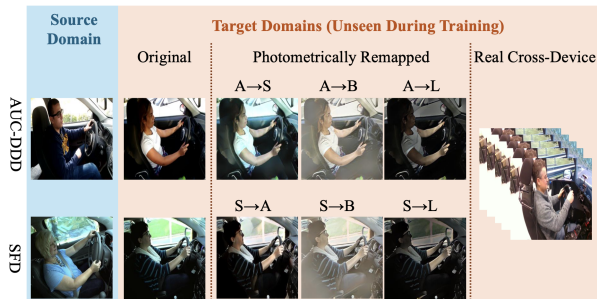 Source
Domain
Target Domains (Unseen During Training)
Original
Photometrically Remapped
Real Cross-Device
A→S
A→B
A→L
AUC-DDD
S→A
S→B
S→L
SFD